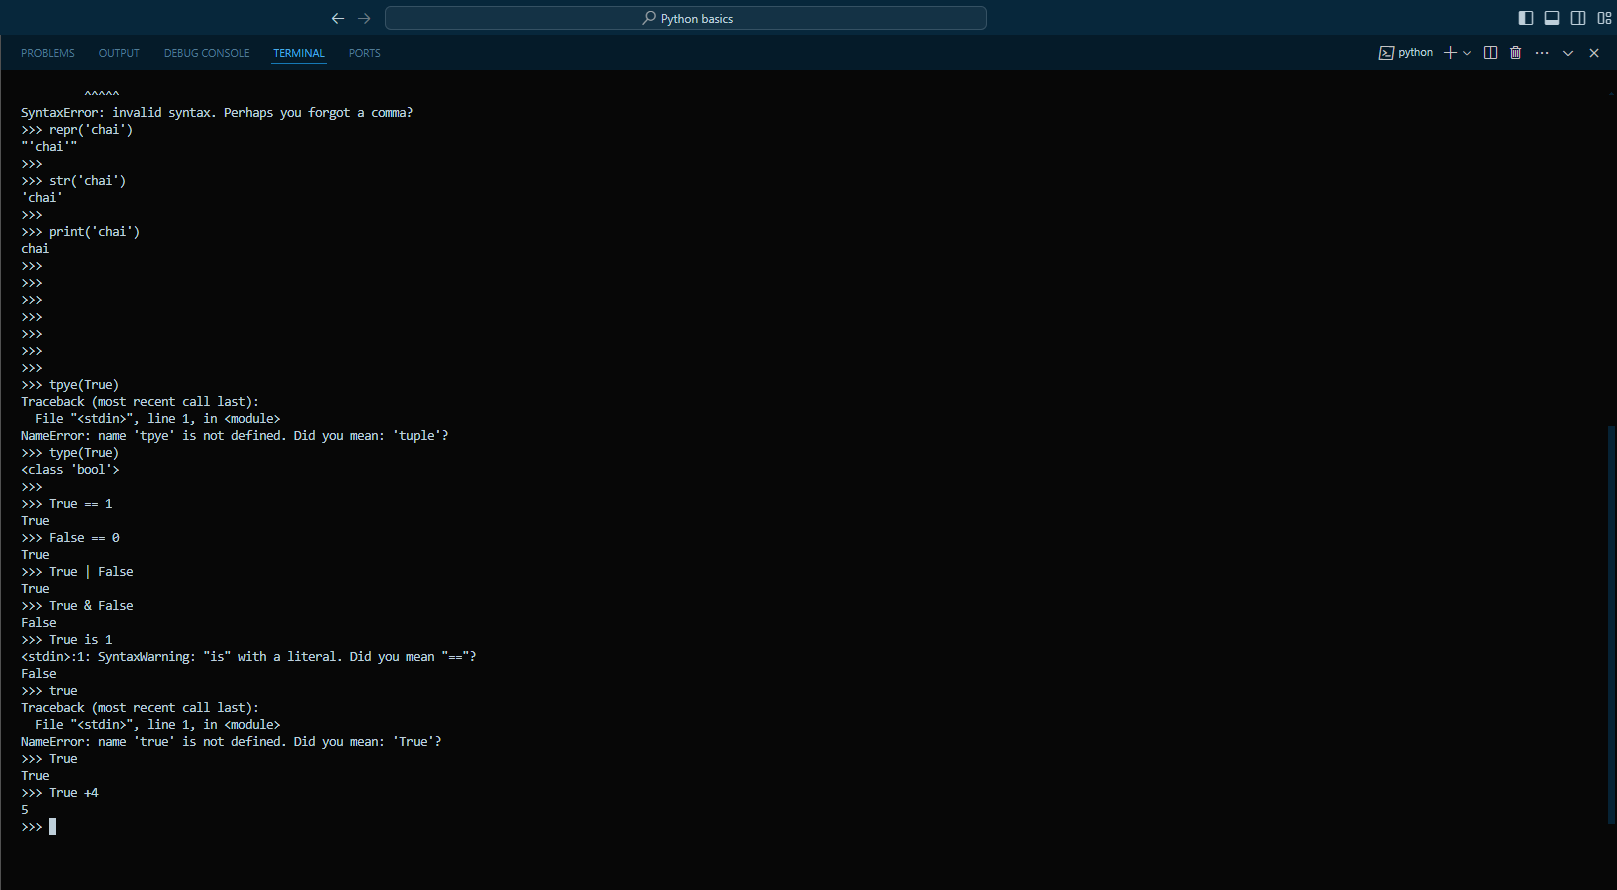 Python basics
PROBLEMS OUTPUT DEBUG CONSOLE TERMINAL PORTS python
^^^^^
SyntaxError: invalid syntax. Perhaps you forgot a comma?
>>> repr('chai')
"'chai'"
>>>
>>> str('chai')
'chai'
>>>
>>> print('chai')
chai
>>>
>>>
>>>
>>>
>>>
>>>
>>>
>>> tpye(True)
Traceback (most recent call last):
  File "<stdin>", line 1, in <module>
NameError: name 'tpye' is not defined. Did you mean: 'tuple'?
>>> type(True)
<class 'bool'>
>>>
>>> True == 1
True
>>> False == 0
True
>>> True | False
True
>>> True & False
False
>>> True is 1
<stdin>:1: SyntaxWarning: "is" with a literal. Did you mean "=="?
False
>>> true
Traceback (most recent call last):
  File "<stdin>", line 1, in <module>
NameError: name 'true' is not defined. Did you mean: 'True'?
>>> True
True
>>> True +4
5
>>>